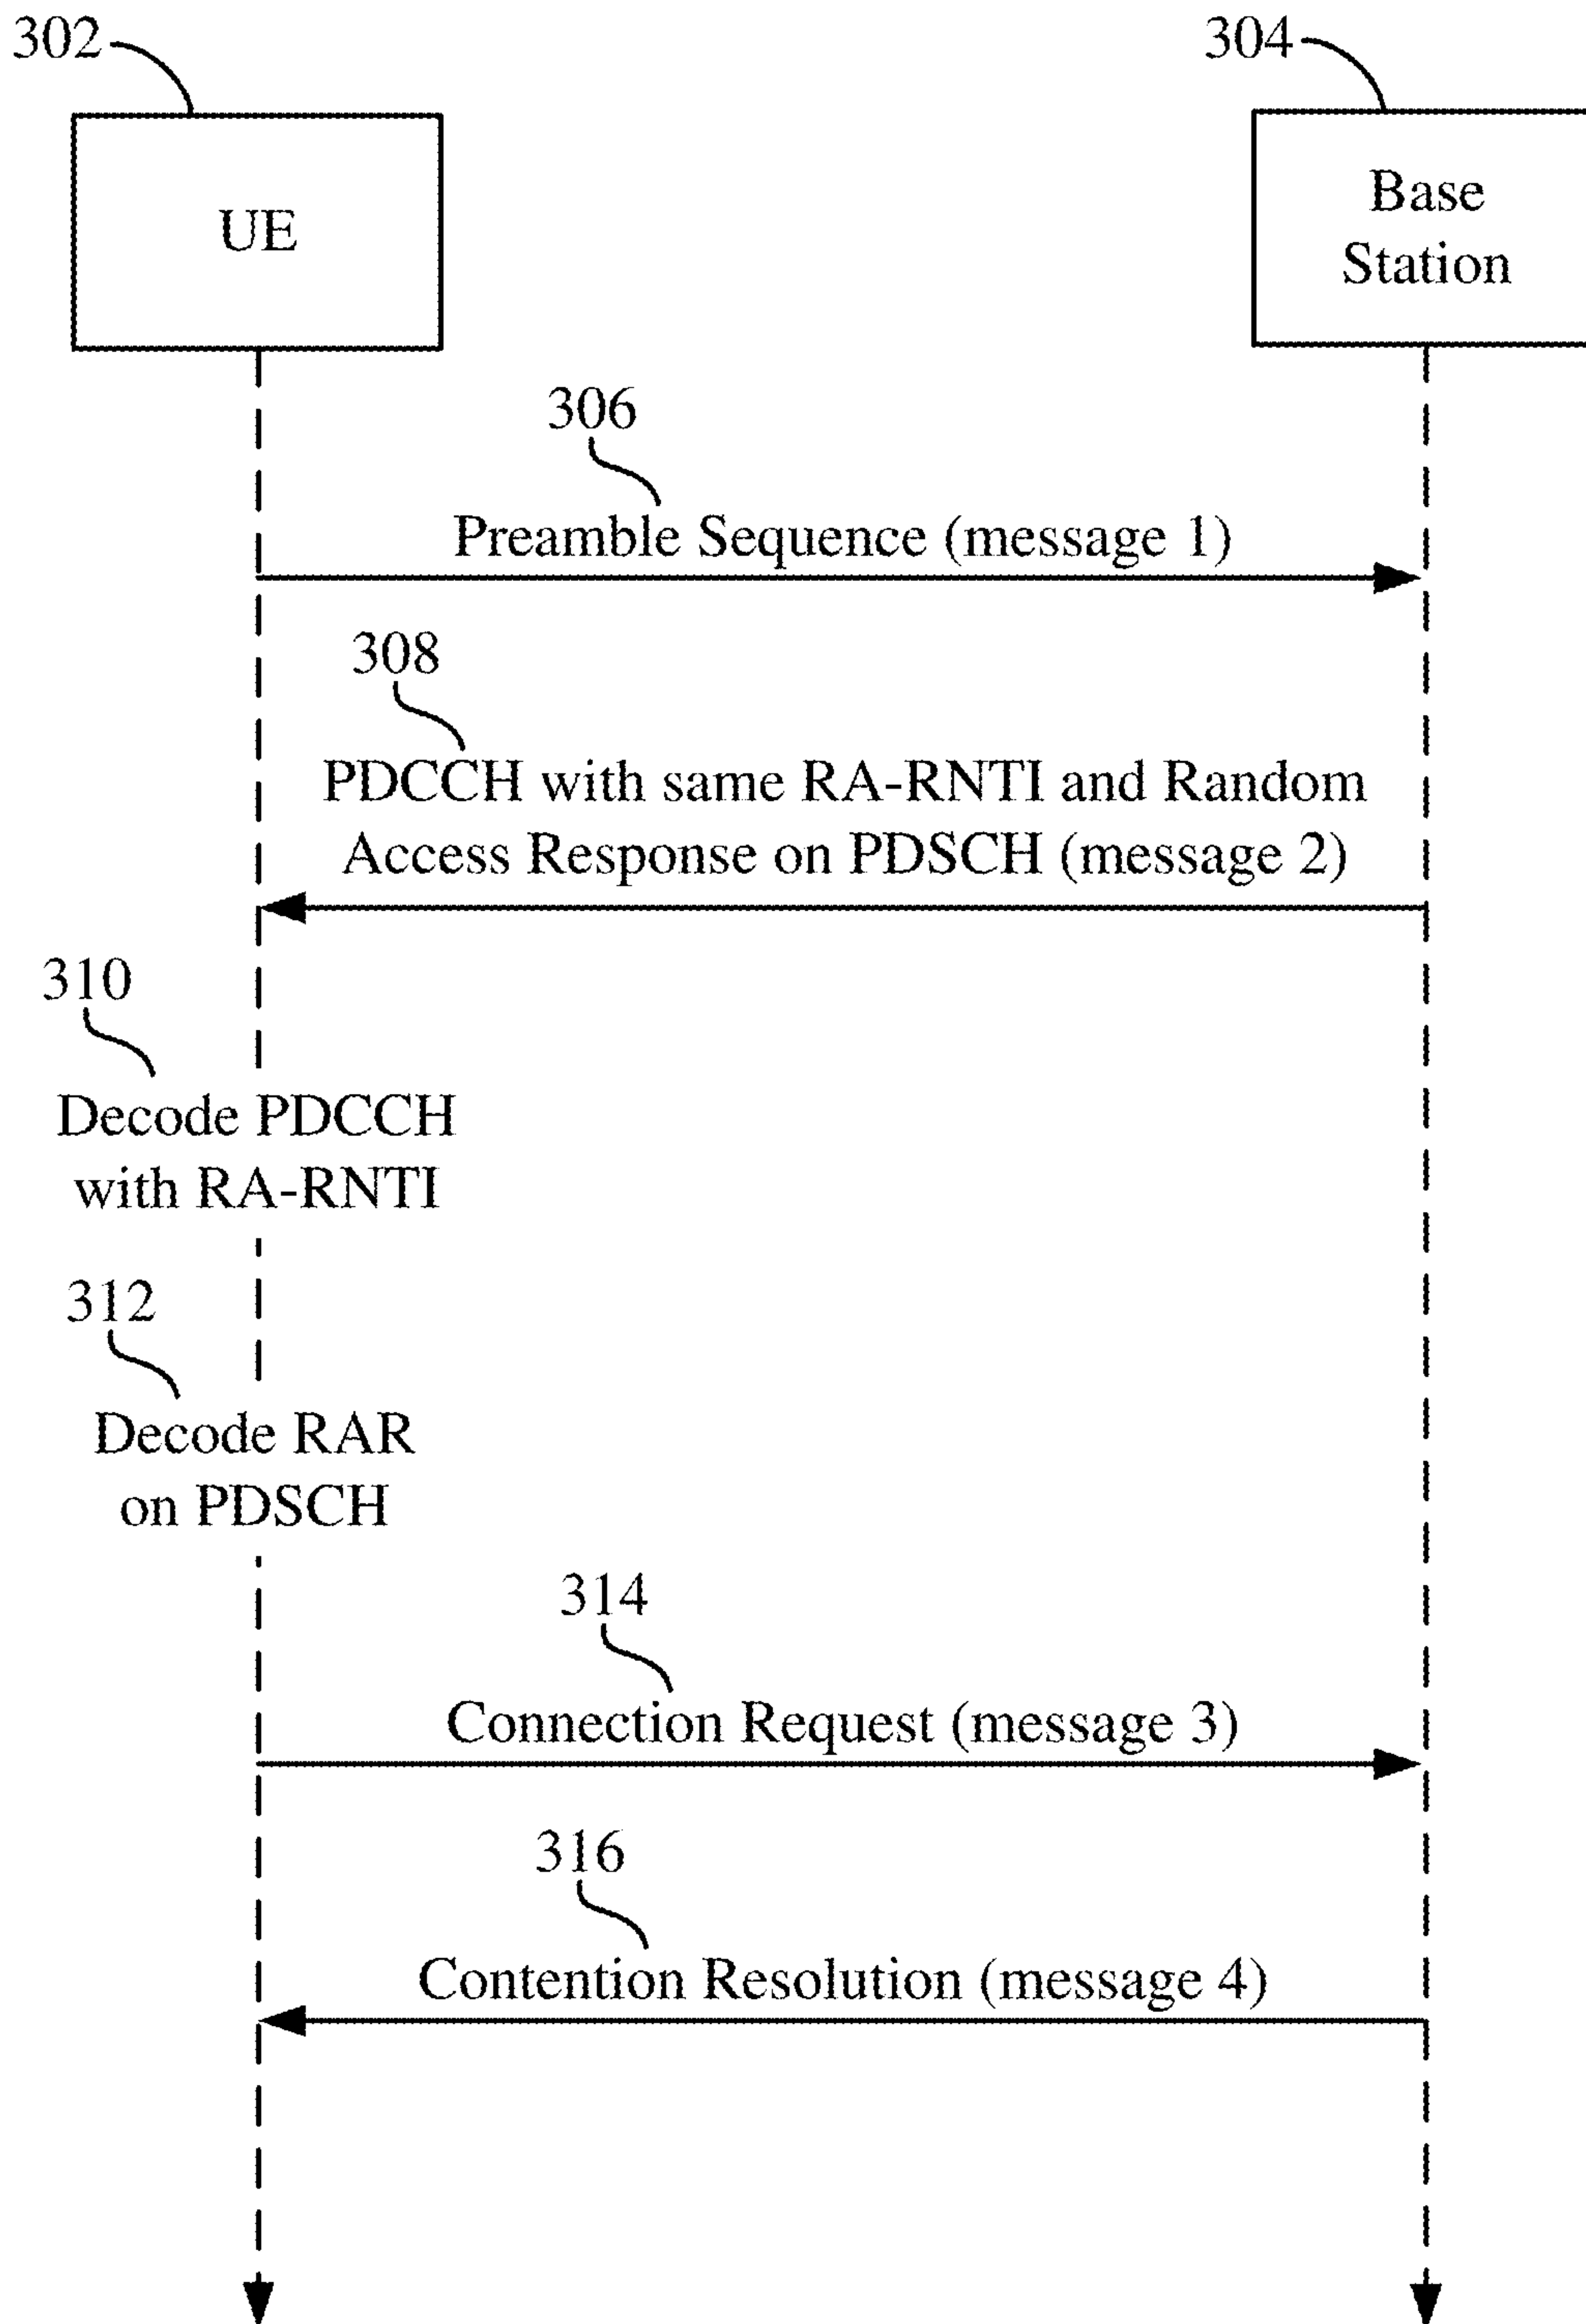 302
304
UE
Base
Station
306
Preamble Sequence (message 1)
308
PDCCH with same RA-RNTI and Random
Access Response on PDSCH (message 2)
310
Decode PDCCH
with RA-RNTI
312
Decode RAR
on PDSCH
314
Connection Request (message 3)
316
Contention Resolution (message 4)